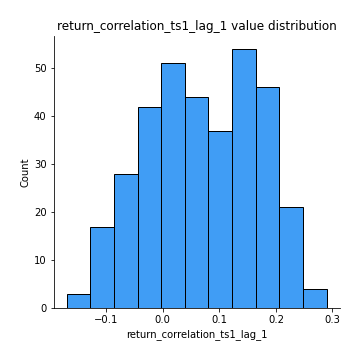 return_correlation_ts1_lag_1 value distribution
50
40
30
20
10
0
Count
−0.1 0.0 0.1 0.2 0.3
return_correlation_ts1_lag_1